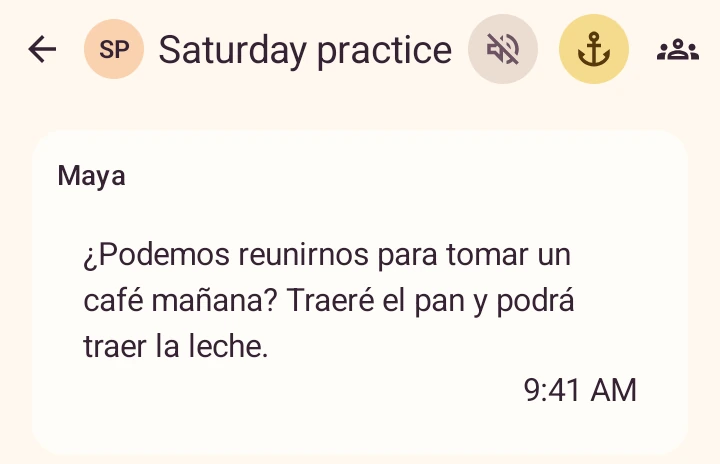 SP Saturday practice
Maya
¿Podemos reunirnos para tomar un
café mañana? Traeré el pan y podrá
traer la leche.
9:41 AM